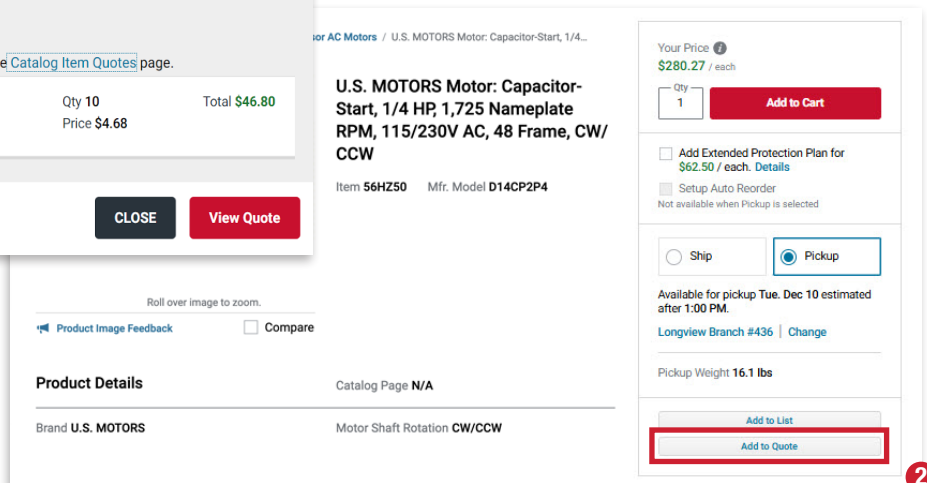 e Catalog Item Quotes page.
Qty 10 Total $46.80
Price $4.68
CLOSE View Quote
sor AC Motors / U.S. MOTORS Motor: Capacitor-Start, 1/4...
U.S. MOTORS Motor: Capacitor-
Start, 1/4 HP, 1,725 Nameplate
RPM, 115/230V AC, 48 Frame, CW/
CCW
Item 56HZ50 Mfr. Model D14CP2P4
Roll over image to zoom.
Product Image Feedback Compare
Product Details
Catalog Page N/A
Brand U.S. MOTORS
Motor Shaft Rotation CW/CCW
Your Price i
$280.27 / each
Qty
1 Add to Cart
Add Extended Protection Plan for
$62.50 / each. Details
Setup Auto Reorder
Not available when Pickup is selected
Ship Pickup
Available for pickup Tue. Dec 10 estimated
after 1:00 PM.
Longview Branch #436 | Change
Pickup Weight 16.1 lbs
Add to List
Add to Quote
2